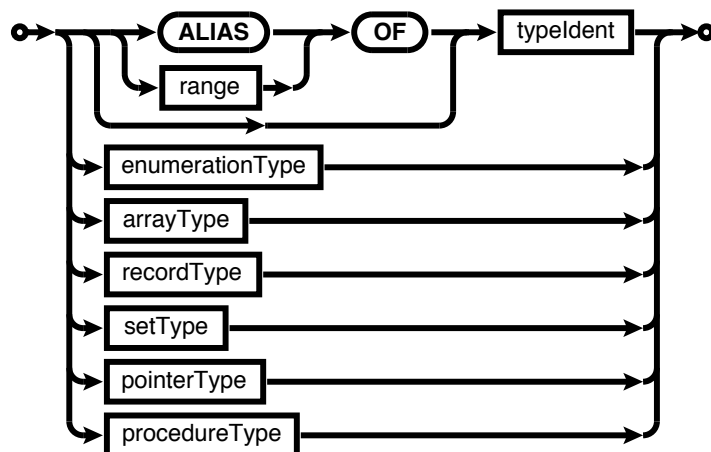 ALIAS OF typeIdent
range
enumerationType
arrayType
recordType
setType
pointerType
procedureType